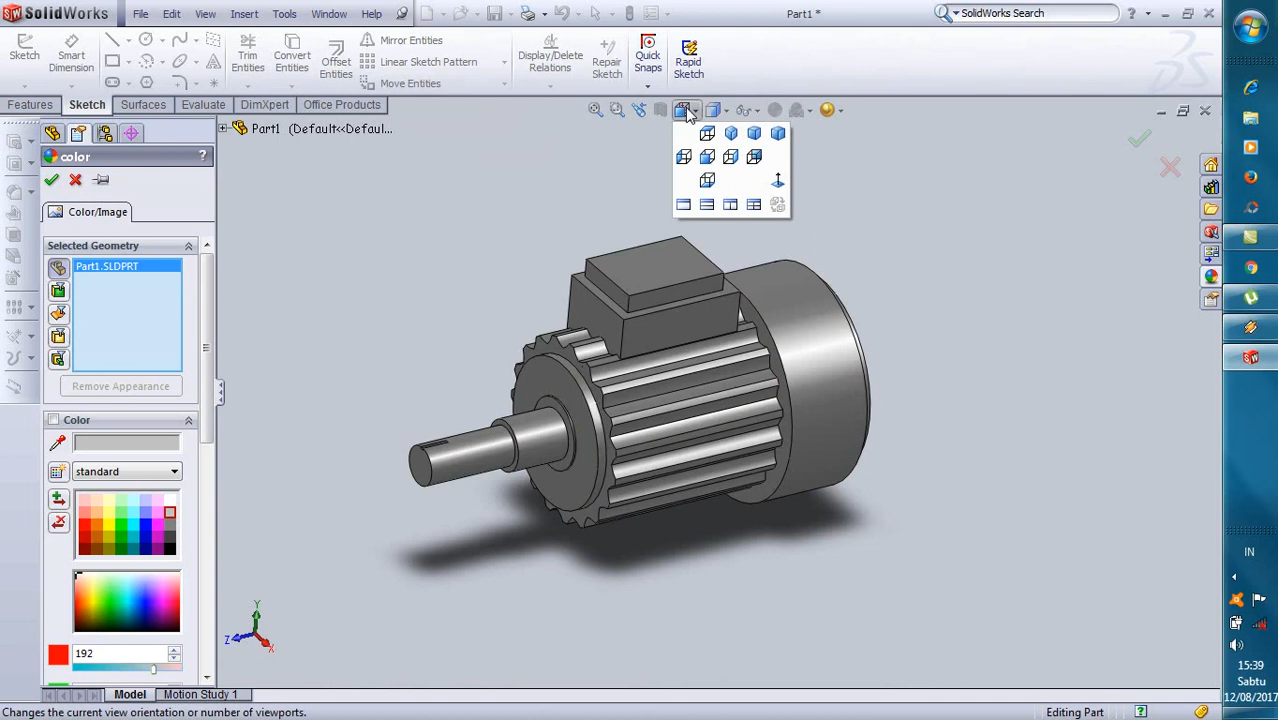 SolidWorks
File Edit View Insert Tools Window Help
Part1 *
SolidWorks Search
Sketch
Smart Dimension
Trim Entities
Convert Entities
Offset Entities
Mirror Entities
Linear Sketch Pattern
Move Entities
Display/Delete Relations
Repair Sketch
Quick Snaps
Rapid Sketch
Features Sketch Surfaces Evaluate DimXpert Office Products
Part1 (Default<<Defaul...
color ?
Color/Image
Selected Geometry
Part1.SLDPRT
Remove Appearance
Color
standard
192
Y
Z
X
Model Motion Study 1
Changes the current view orientation or number of viewports.
Editing Part
IN
15:39
Sabtu
12/08/2017